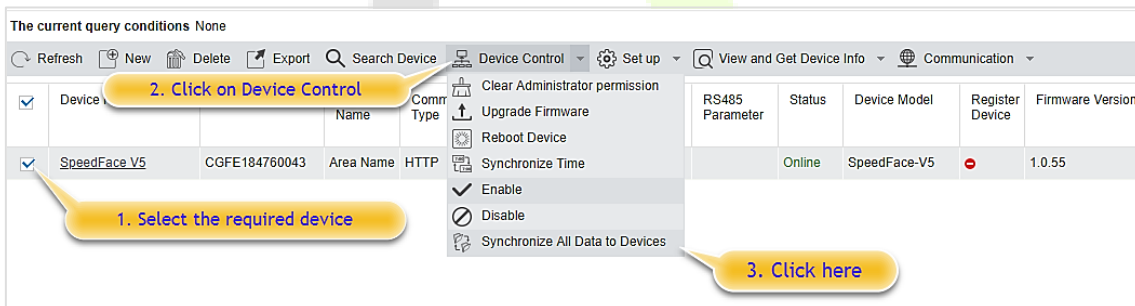 The current query conditions None
Refresh New Delete Export Search Device Device Control Set up View and Get Device Info Communication
2. Click on Device Control
Clear Administrator permission
Upgrade Firmware
Reboot Device
Synchronize Time
Enable
Disable
Synchronize All Data to Devices
Device Name Comm Type RS485 Parameter Status Device Model Register Device Firmware Version
SpeedFace V5 CGFE184760043 Area Name HTTP Online SpeedFace-V5 1.0.55
1. Select the required device
3. Click here